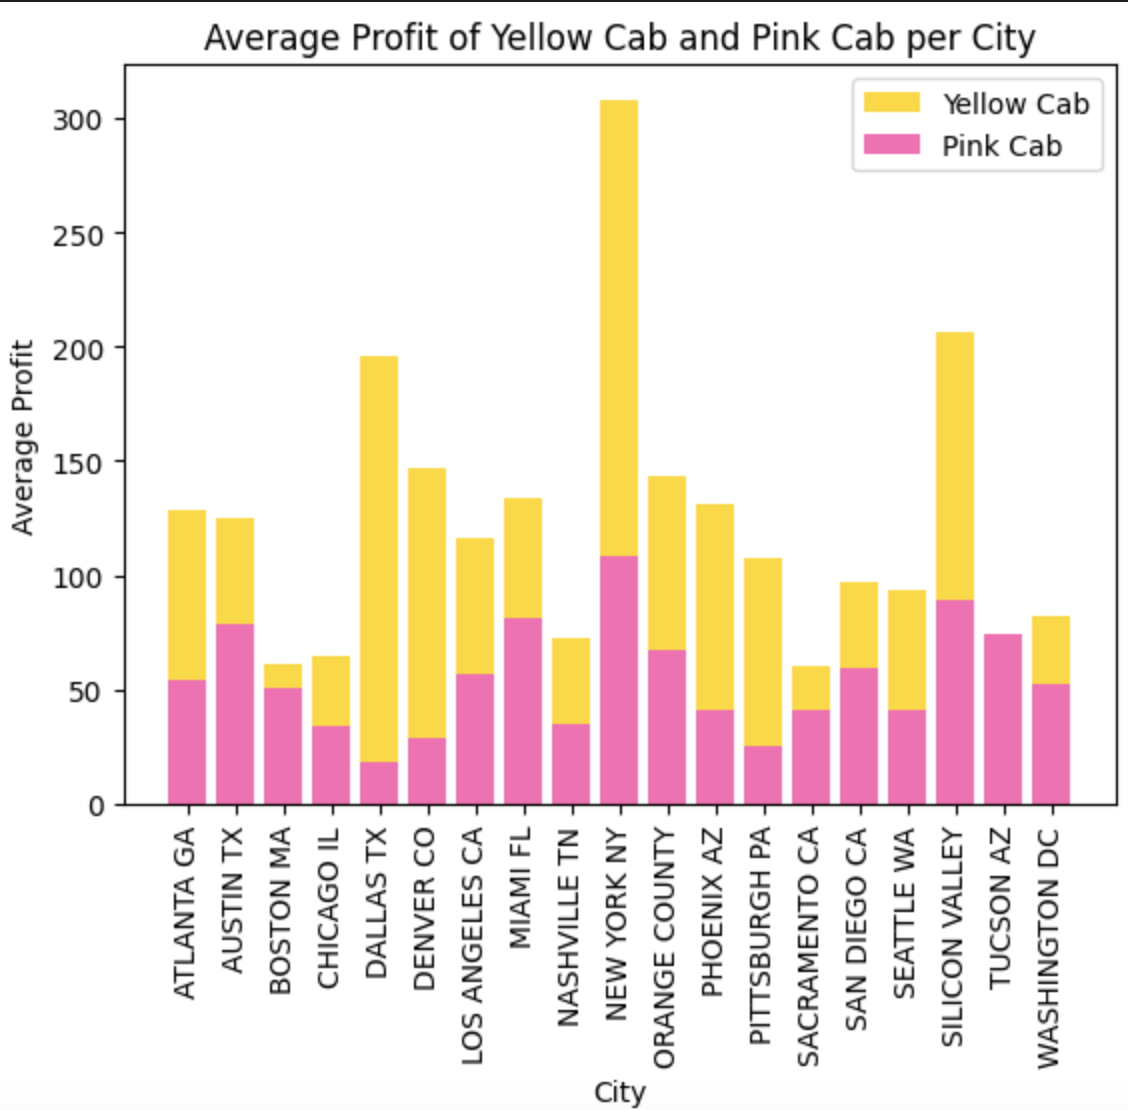 Average Profit of Yellow Cab and Pink Cab per City
Yellow Cab
Pink Cab
300
250
200
150
100
50
0
Average Profit
ATLANTA GA
AUSTIN TX
BOSTON MA
CHICAGO IL
DALLAS TX
DENVER CO
LOS ANGELES CA
MIAMI FL
NASHVILLE TN
NEW YORK NY
ORANGE COUNTY
PHOENIX AZ
PITTSBURGH PA
SACRAMENTO CA
SAN DIEGO CA
SEATTLE WA
SILICON VALLEY
TUCSON AZ
WASHINGTON DC
City